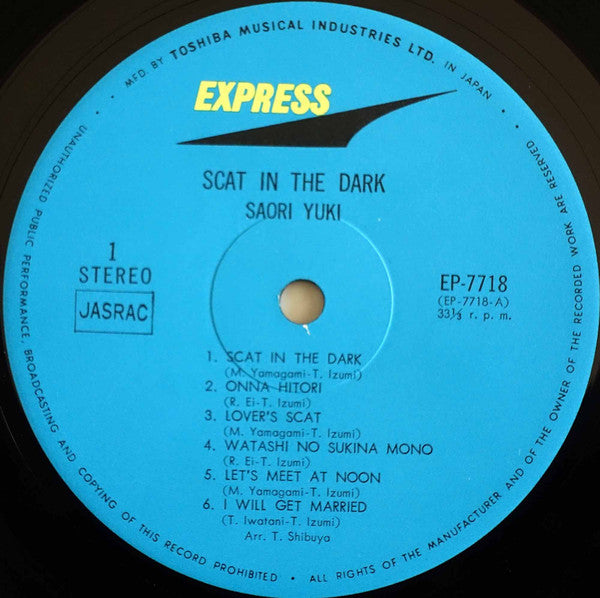 MFD. BY TOSHIBA MUSICAL INDUSTRIES LTD. IN JAPAN
EXPRESS
SCAT IN THE DARK
SAORI YUKI
1
STEREO
JASRAC
EP-7718
(EP-7718-A)
33⅓ r. p. m.
1. SCAT IN THE DARK
(M. Yamagami-T. Izumi)
2. ONNA HITORI
(R. Ei-T. Izumi)
3. LOVER'S SCAT
(M. Yamagami-T. Izumi)
4. WATASHI NO SUKINA MONO
(R. Ei-T. Izumi)
5. LET'S MEET AT NOON
(M. Yamagami-T. Izumi)
6. I WILL GET MARRIED
(T. Iwatani-T. Izumi)
Arr. T. Shibuya
UNAUTHORIZED PUBLIC PERFORMANCE, BROADCASTING AND COPYING OF THIS RECORD PROHIBITED • ALL RIGHTS OF THE MANUFACTURER AND OF THE OWNER OF THE RECORDED WORK ARE RESERVED